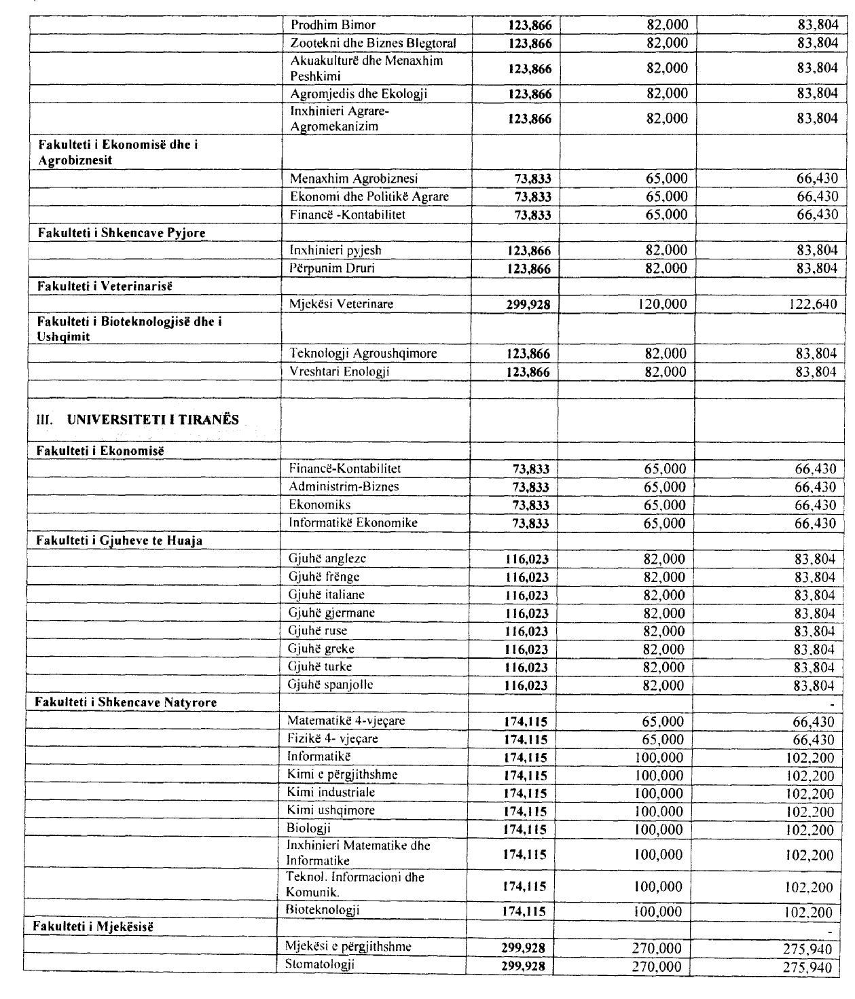 Prodhim Bimor 123,866 82,000 83,804
Zootekni dhe Biznes Blegtoral 123,866 82,000 83,804
Akuakulturë dhe Menaxhim
Peshkimi 123,866 82,000 83,804
Agromjedis dhe Ekologji 123,866 82,000 83,804
Inxhinieri Agrare-
Agromekanizim 123,866 82,000 83,804
Fakulteti i Ekonomisë dhe i
Agrobiznesit
Menaxhim Agrobiznesi 73,833 65,000 66,430
Ekonomi dhe Politikë Agrare 73,833 65,000 66,430
Financë -Kontabilitet 73,833 65,000 66,430
Fakulteti i Shkencave Pyjore
Inxhinieri pyjesh 123,866 82,000 83,804
Përpunim Druri 123,866 82,000 83,804
Fakulteti i Veterinarisë
Mjekësi Veterinare 299,928 120,000 122,640
Fakulteti i Bioteknologjisë dhe i
Ushqimit
Teknologji Agroushqimore 123,866 82,000 83,804
Vreshtari Enologji 123,866 82,000 83,804
III. UNIVERSITETI I TIRANËS
Fakulteti i Ekonomisë
Financë-Kontabilitet 73,833 65,000 66,430
Administrim-Biznes 73,833 65,000 66,430
Ekonomiks 73,833 65,000 66,430
Informatikë Ekonomike 73,833 65,000 66,430
Fakulteti i Gjuheve te Huaja
Gjuhë angleze 116,023 82,000 83,804
Gjuhë frënge 116,023 82,000 83,804
Gjuhë italiane 116,023 82,000 83,804
Gjuhë gjermane 116,023 82,000 83,804
Gjuhë ruse 116,023 82,000 83,804
Gjuhë greke 116,023 82,000 83,804
Gjuhë turke 116,023 82,000 83,804
Gjuhë spanjolle 116,023 82,000 83,804
Fakulteti i Shkencave Natyrore -
Matematikë 4-vjeçare 174,115 65,000 66,430
Fizikë 4- vjeçare 174,115 65,000 66,430
Informatikë 174,115 100,000 102,200
Kimi e përgjithshme 174,115 100,000 102,200
Kimi industriale 174,115 100,000 102,200
Kimi ushqimore 174,115 100,000 102,200
Biologji 174,115 100,000 102,200
Inxhinieri Matematike dhe
Informatike 174,115 100,000 102,200
Teknol. Informacioni dhe
Komunik. 174,115 100,000 102,200
Bioteknologji 174,115 100,000 102,200
Fakulteti i Mjekësisë -
Mjekësi e përgjithshme 299,928 270,000 275,940
Stomatologji 299,928 270,000 275,940